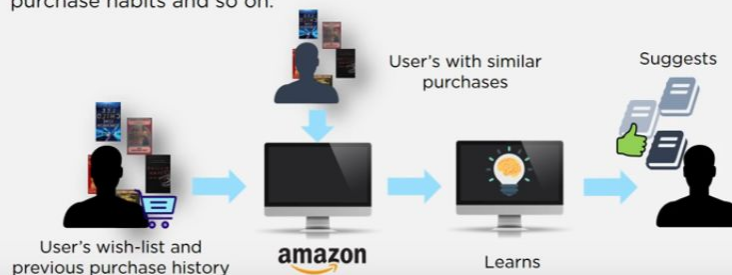 purchase habits and so on.
User's with similar
purchases
Suggests
User's wish-list and
previous purchase history
amazon
Learns